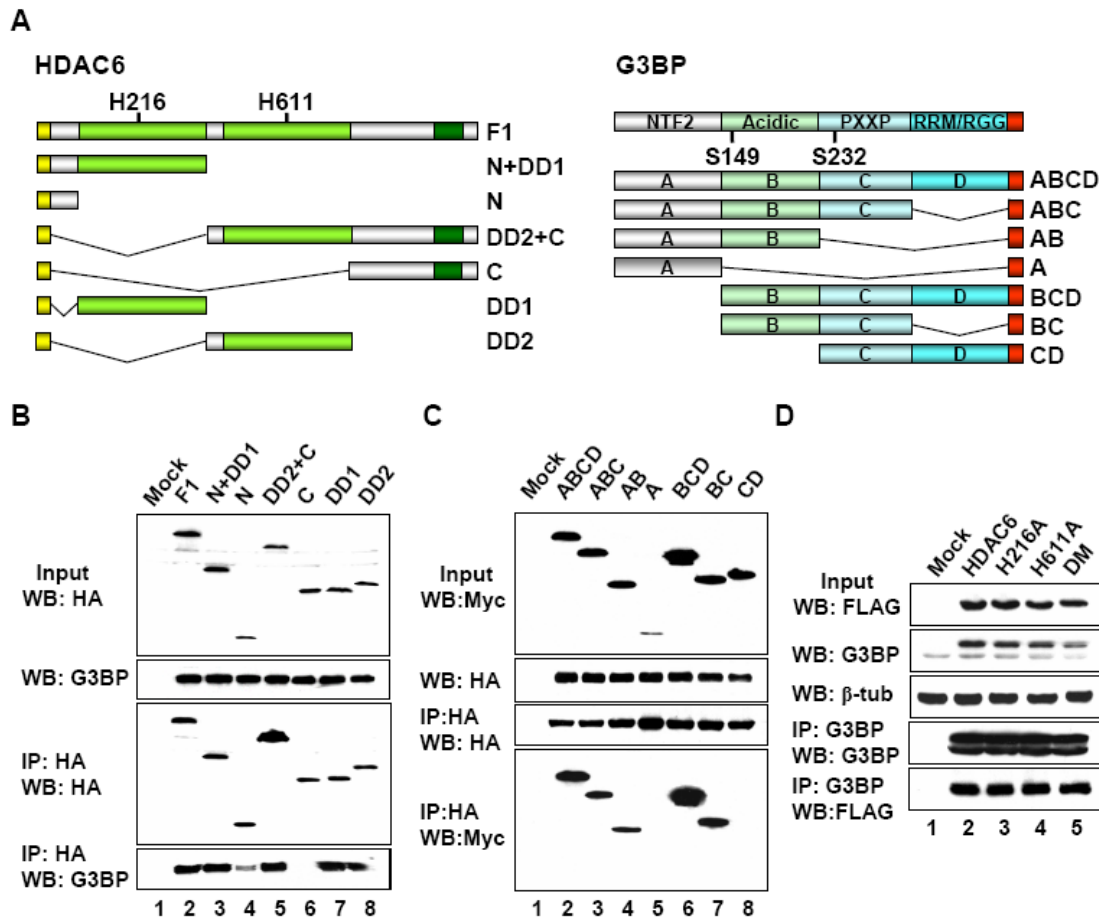 A
HDAC6
H216 H611
F1
N+DD1
N
DD2+C
C
DD1
DD2
G3BP
NTF2 Acidic PXXP RRM/RGG
S149 S232
A B C D ABCD
A B C ABC
A B AB
A A
B C D BCD
B C BC
C D CD
B
Mock F1 N+DD1 N DD2+C C DD1 DD2
Input
WB: HA
WB: G3BP
IP: HA
WB: HA
IP: HA
WB: G3BP
1 2 3 4 5 6 7 8
C
Mock ABCD ABC AB A BCD BC CD
Input
WB:Myc
WB: HA
IP:HA
WB: HA
IP:HA
WB:Myc
1 2 3 4 5 6 7 8
D
Mock HDAC6 H216A H611A DM
Input
WB: FLAG
WB: G3BP
WB: β-tub
IP: G3BP
WB: G3BP
IP: G3BP
WB:FLAG
1 2 3 4 5